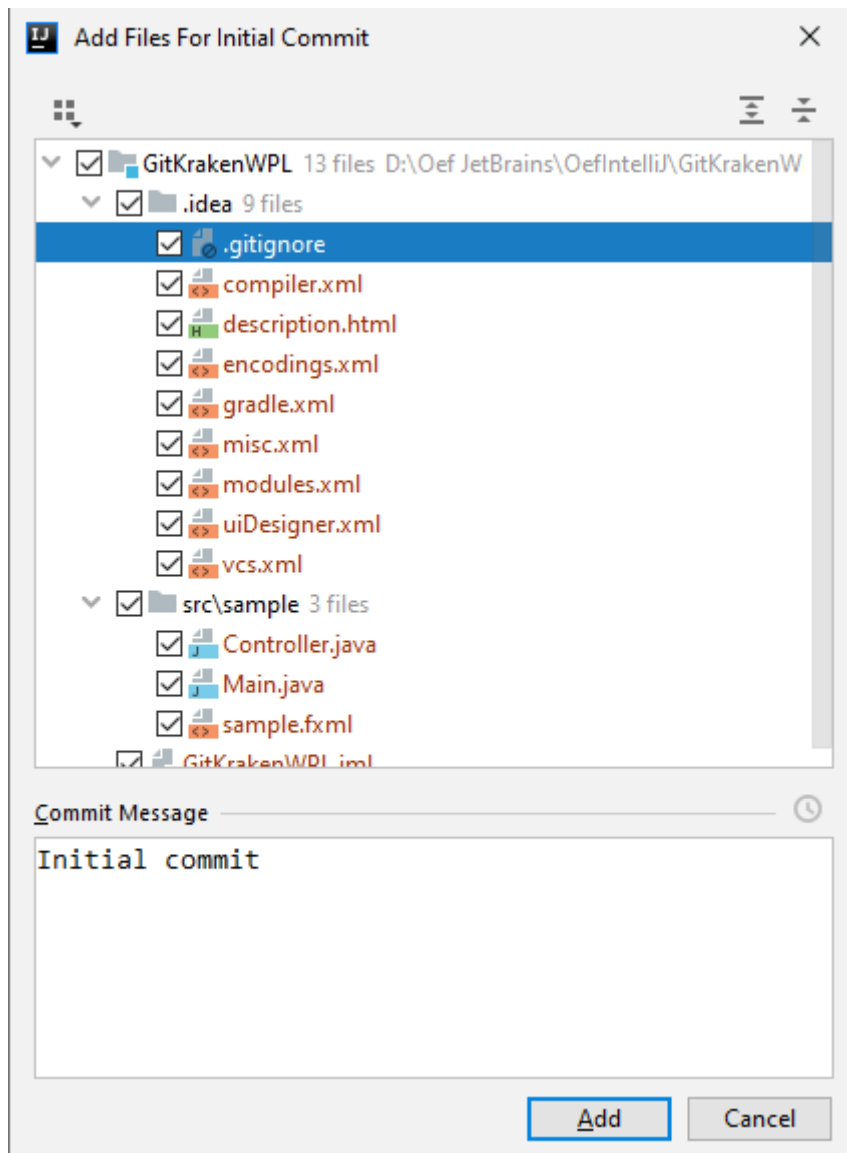 Add Files For Initial Commit
GitKrakenWPL 13 files D:\Oef JetBrains\OefIntelliJ\GitKrakenW
.idea 9 files
.gitignore
compiler.xml
description.html
encodings.xml
gradle.xml
misc.xml
modules.xml
uiDesigner.xml
vcs.xml
src\sample 3 files
Controller.java
Main.java
sample.fxml
GitKrakenWPL.iml
Commit Message
Initial commit
Add Cancel